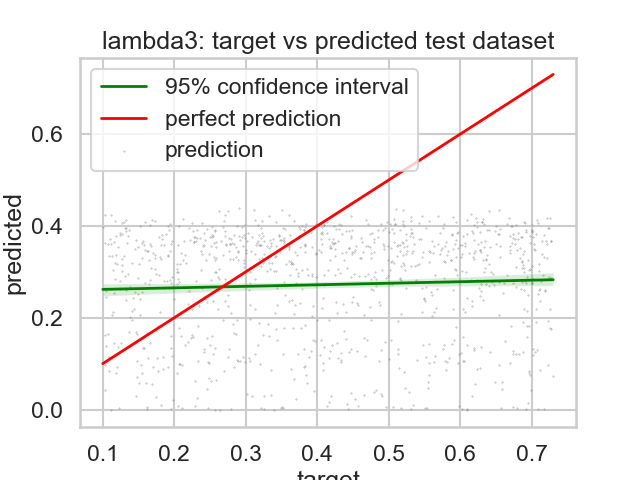 lambda3: target vs predicted test dataset
95% confidence interval
perfect prediction
prediction
predicted
0.6
0.4
0.2
0.0
0.1 0.2 0.3 0.4 0.5 0.6 0.7
target